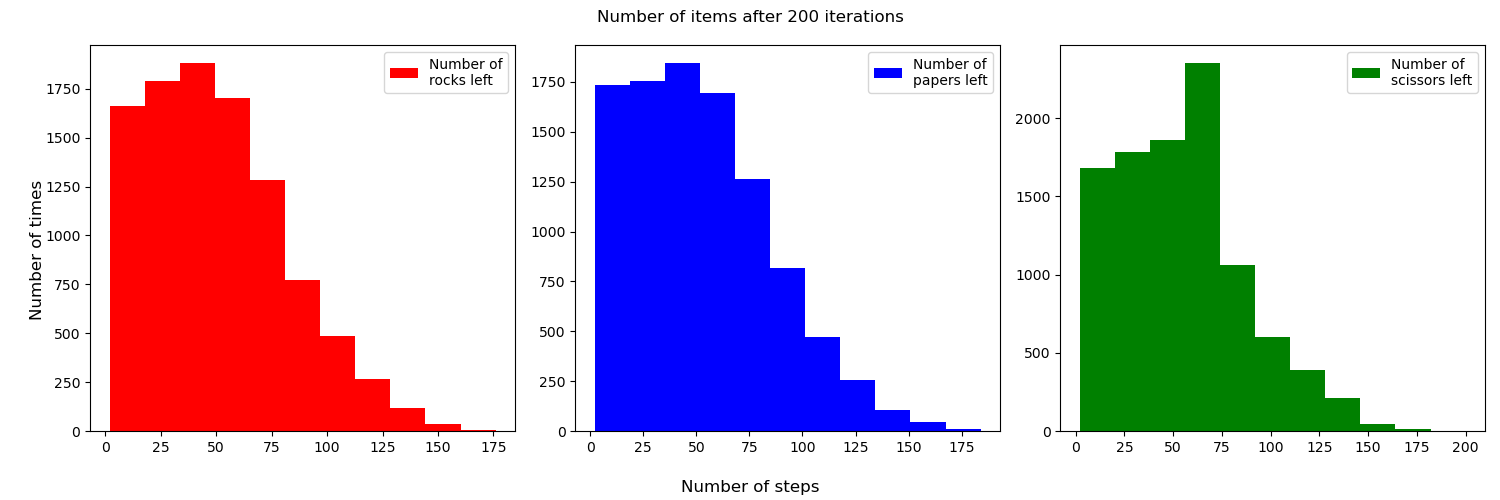 Number of items after 200 iterations
Number of times
1750
1500
1250
1000
750
500
250
0
0 25 50 75 100 125 150 175
Number of
rocks left
1750
1500
1250
1000
750
500
250
0
0 25 50 75 100 125 150 175
Number of
papers left
2000
1500
1000
500
0
0 25 50 75 100 125 150 175 200
Number of
scissors left
Number of steps